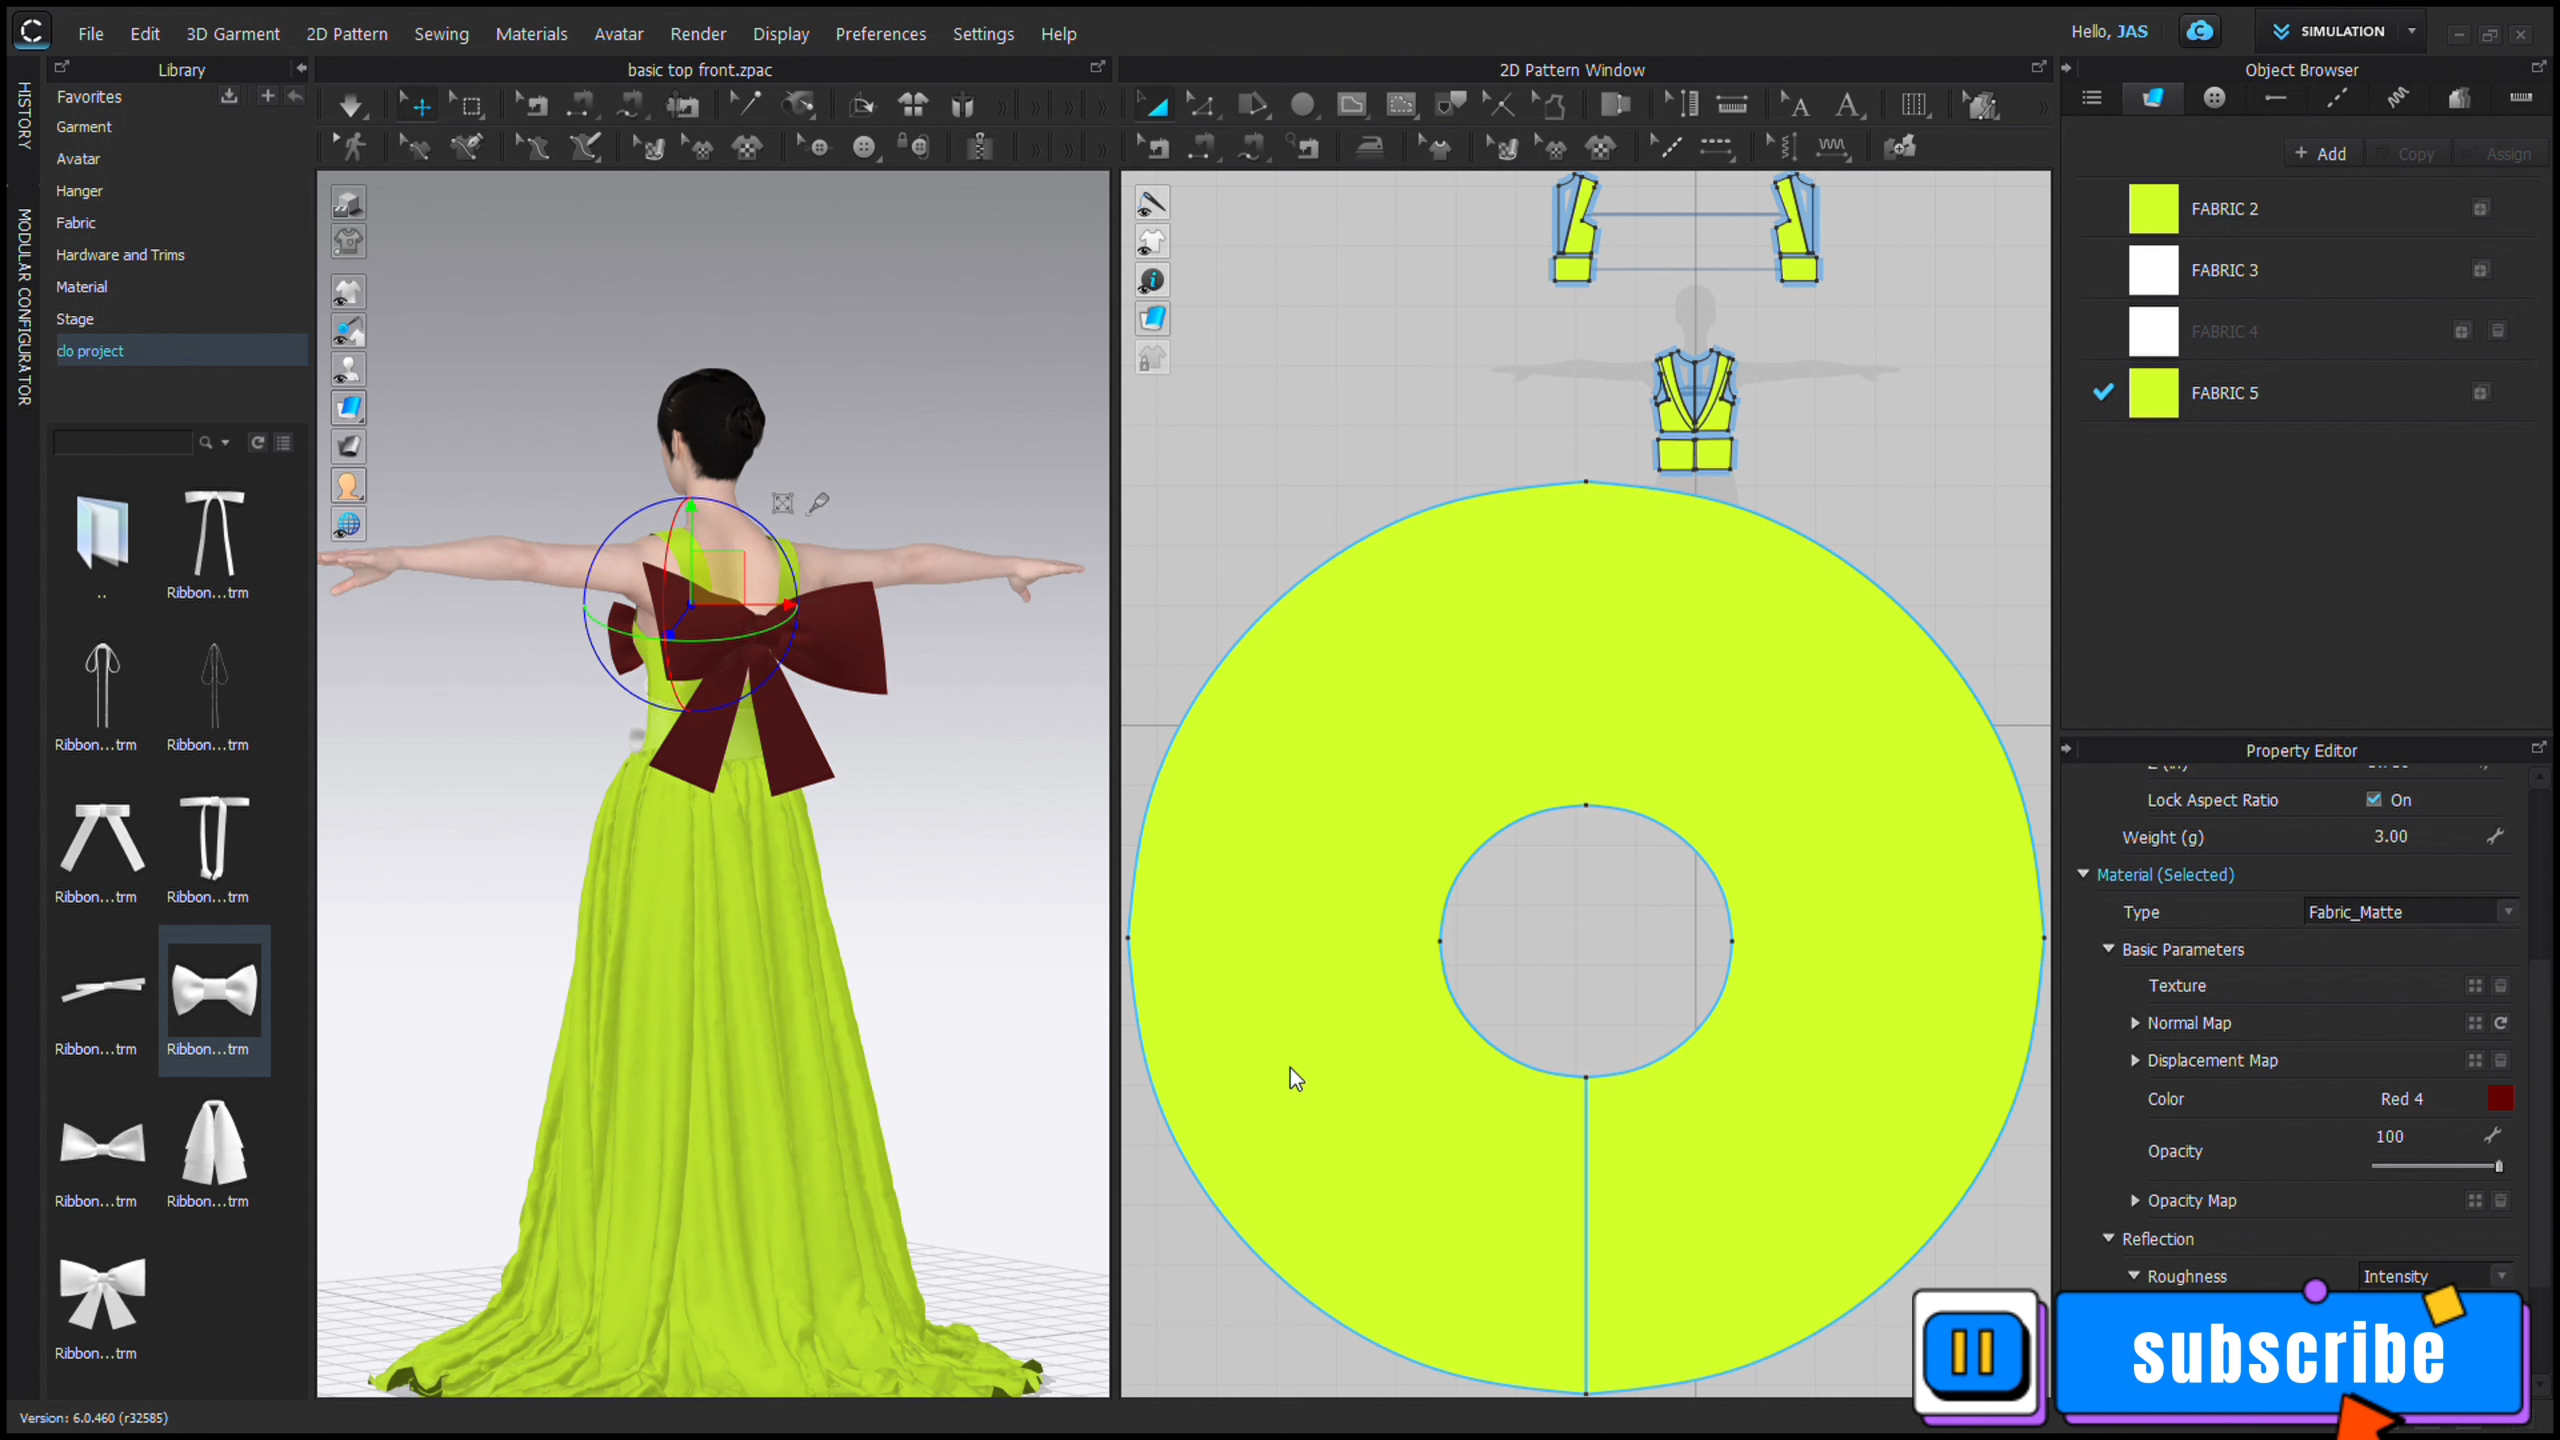 File Edit 3D Garment 2D Pattern Sewing Materials Avatar Render Display Preferences Settings Help
Hello, JAS
SIMULATION
HISTORY
MODULAR CONFIGURATOR
Library
Favorites
Garment
Avatar
Hanger
Fabric
Hardware and Trims
Material
Stage
clo project
..
Ribbon...trm
Ribbon...trm
Ribbon...trm
Ribbon...trm
Ribbon...trm
Ribbon...trm
Ribbon...trm
Ribbon...trm
Ribbon...trm
Ribbon...trm
Version: 6.0.460 (r32585)
basic top front.zpac
2D Pattern Window
Object Browser
+ Add Copy Assign
FABRIC 2
FABRIC 3
FABRIC 4
FABRIC 5
Property Editor
Lock Aspect Ratio On
Weight (g) 3.00
Material (Selected)
Type Fabric_Matte
Basic Parameters
Texture
Normal Map
Displacement Map
Color Red 4
Opacity 100
Opacity Map
Reflection
Roughness Intensity
subscribe